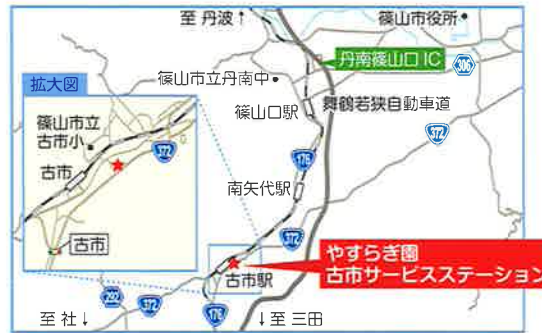 至 丹波↑
篠山市役所
丹南篠山口 IC
306
拡大図
篠山市立丹南中
舞鶴若狭自動車道
篠山口駅
372
篠山市立
古市小
372
176
古市
南矢代駅
372
古市
やすらぎ園
古市サービスステーション
古市駅
292
372
176
至 社↓
↓至 三田